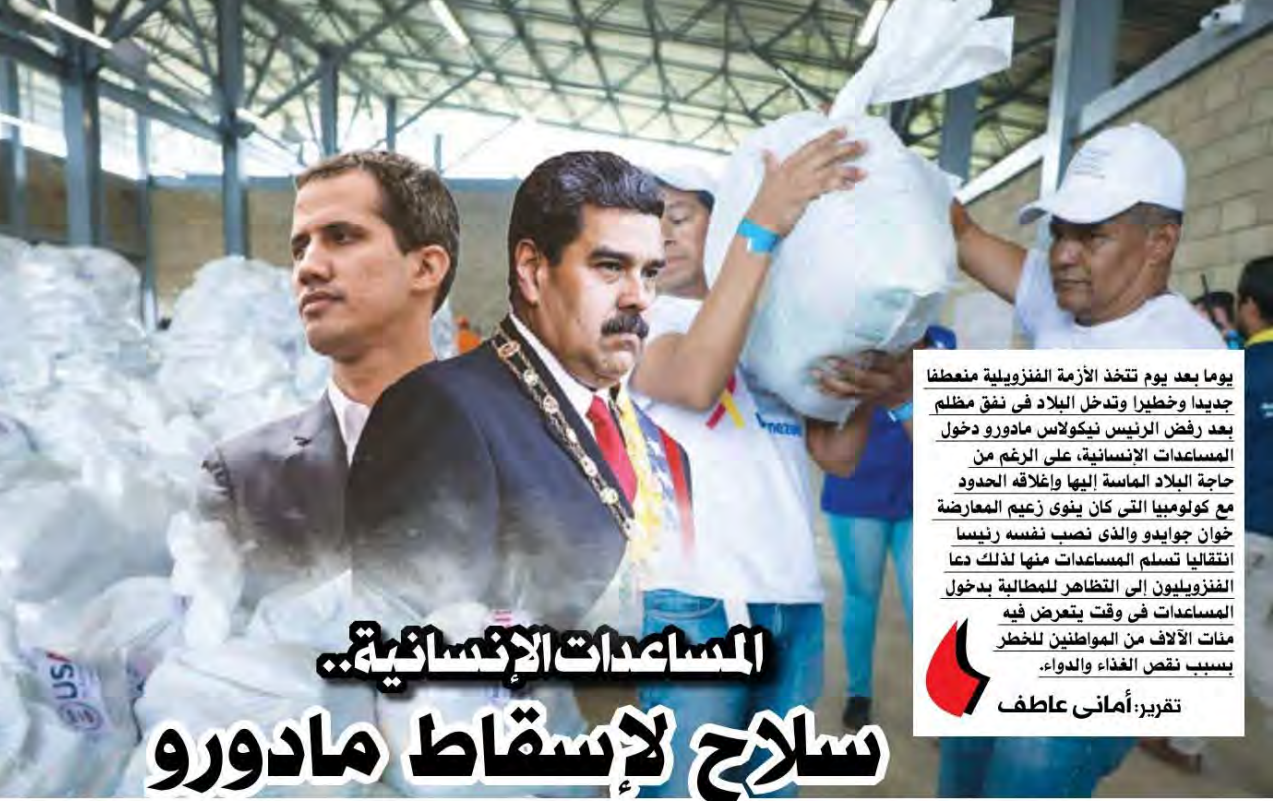 يوما بعد يوم تتخذ الأزمة الفنزويلية منعطفا
جديدا وخطيرا وتدخل البلاد فى نفق مظلم
بعد رفض الرئيس نيكولاس مادورو دخول
المساعدات الإنسانية، على الرغم من
حاجة البلاد الماسة إليها وإغلاقه الحدود
مع كولومبيا التى كان ينوى زعيم المعارضة
خوان جوايدو والذى نصب نفسه رئيسا
انتقاليا تسلم المساعدات منها لذلك دعا
الفنزويليون إلى التظاهر للمطالبة بدخول
المساعدات فى وقت يتعرض فيه
مئات الآلاف من المواطنين للخطر
بسبب نقص الغذاء والدواء.
تقرير: أمانى عاطف
المساعدات الإنسانية..
سلاح لإسقاط مادورو